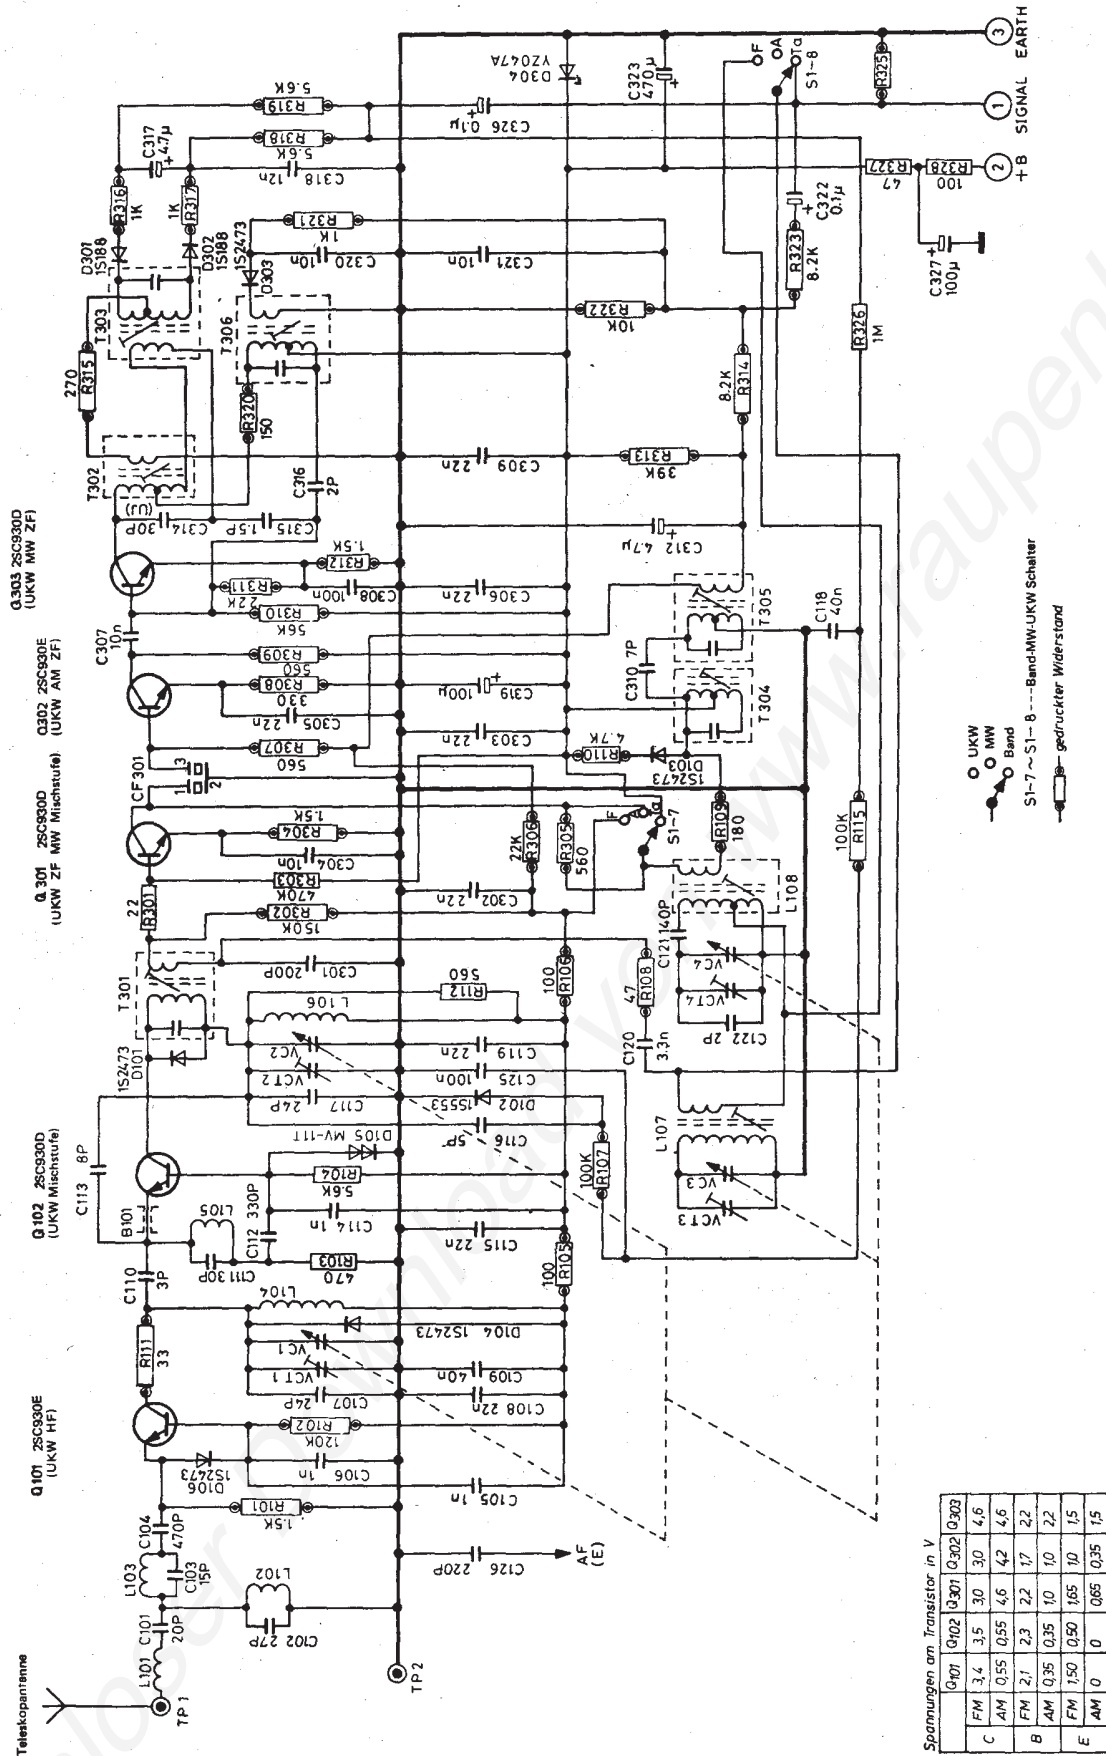 Teleskopantenne
TP 1
L101
C101
20P
L103
C103
15P
C104
470P
C102 27P
L102
TP 2
Q101 2SC930E
(UKW HF)
D106
1S2473
R101
1.5K
C106
1n
R102
120K
C105 1n
C126
220P
AF
(E)
R111
33
C110
3P
C107
24P
VCT 1
VC1
L104
D104 1S2473
C108 22n
C109
40n
R105
100
Q102 2SC930D
(UKW Mischstufe)
B101
C113 8P
L105
C111 30P
C112 330P
R103
470
C114 1n
R104
5.6K
D105 MV-11T
C115 22n
C116
5P
D102
1S553
C125
100n
C119
22n
C117
24P
VCT2
VC2
L106
R112
560
R107
100K
1S2473
D101
T301
R301
22
C301
200P
R302
150K
R303
470K
C304
10n
R304
1.5K
C302
22n
R106
100
R108
47
C120
3.3n
L107
VC3
VCT3
C121 140P
VC4
VCT4
C122 2P
L108
R109
180
R115
100K
Q 301 2SC930D
(UKW ZF MW Mischstufe)
CF 301
1
2
3
R306
22K
R305
560
F
Ta
S1-7
R110
4.7K
D103
1S2473
Q302 2SC930E
(UKW AM ZF)
R307
560
C305
22n
R308
330
R309
560
C303
22n
C319
100µ
C307
10n
T304
C310 7P
T305
C118
40n
Q303 2SC930D
(UKW MW ZF)
R310
56K
R311
22K
C308
100n
R312
1.5K
C306
22n
C312 4.7µ
C309
22n
R313
39K
R314
8.2K
T302
(UJ)
C314
30P
C315
1.5P
C316
2P
R315
270
R320
150
T303
T306
D301
1S188
D302
1S188
1S2473
D303
R316
1K
R317
1K
C320
10n
R321
1K
C321
10n
R322
10K
R323
8.2K
C322
0.1µ
C317
4.7µ
C318
12n
R318
5.6K
R319
5.6K
C326 0.1µ
D304
YZ047A
C323
470µ
F
A
Ta
S1-8
R325
R326
1M
R327
47
R328
100
C327
100µ
3 EARTH
1 SIGNAL
2 +B
UKW
MW
Band
S1-7~S1-8---Band-MW-UKW Schalter
gedruckter Widerstand
Spannungen am Transistor in V
Q101 Q102 Q301 Q302 Q303
C FM 3,4 3,5 3,0 3,0 4,6
AM 0,55 0,55 4,6 4,2 4,6
B FM 2,1 2,3 2,2 1,7 2,2
AM 0,35 0,35 1,0 1,0 2,2
E FM 1,50 0,50 1,65 1,0 1,5
AM 0 0 0,65 0,35 1,5